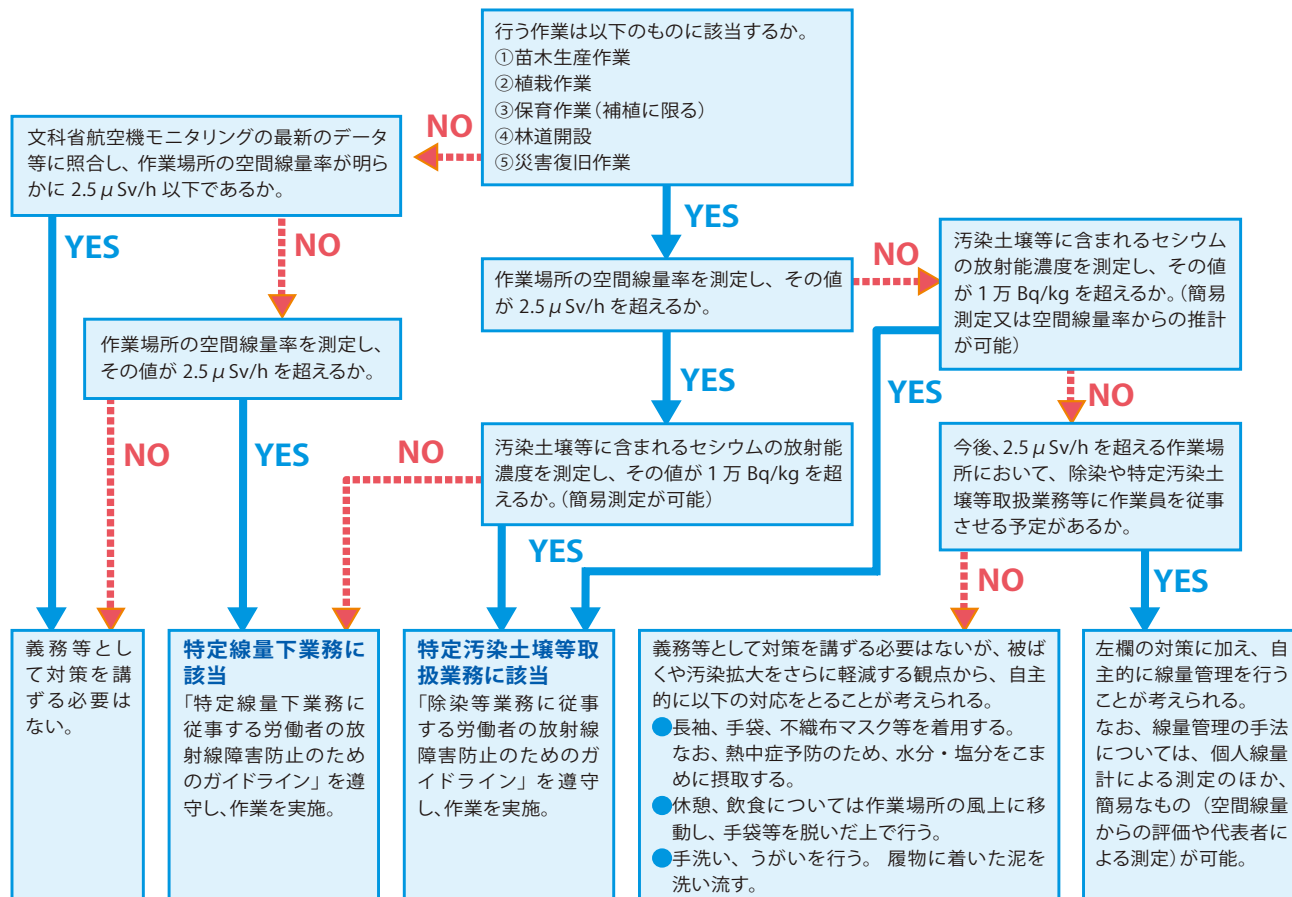 行う作業は以下のものに該当するか。
①苗木生産作業
②植栽作業
③保育作業（補植に限る）
④林道開設
⑤災害復旧作業
NO
文科省航空機モニタリングの最新のデータ
等に照合し、作業場所の空間線量率が明ら
かに 2.5 μ Sv/h 以下であるか。
YES
YES
NO
作業場所の空間線量率を測定し、その値
が 2.5 μ Sv/h を超えるか。
NO
汚染土壌等に含まれるセシウム
の放射能濃度を測定し、その値
が 1 万 Bq/kg を超えるか。（簡易
測定又は空間線量率からの推計
が可能）
作業場所の空間線量率を測定し、
その値が 2.5 μ Sv/h を超えるか。
YES
YES
NO
NO
YES
NO
汚染土壌等に含まれるセシウムの放射能
濃度を測定し、その値が 1 万 Bq/kg を超
えるか。（簡易測定が可能）
今後、2.5 μ Sv/h を超える作業場
所において、除染や特定汚染土
壌等取扱業務等に作業員を従事
させる予定があるか。
YES
NO
YES
義務等とし
て対策を講
ずる必要は
ない。
特定線量下業務に
該当
「特定線量下業務に
従事する労働者の放
射線障害防止のため
のガイドライン」を遵
守し、作業を実施。
特定汚染土壌等取
扱業務に該当
「除染等業務に従事
する労働者の放射線
障害防止のためのガ
イドライン」を遵守
し、作業を実施。
義務等として対策を講ずる必要はないが、被ば
くや汚染拡大をさらに軽減する観点から、自主
的に以下の対応をとることが考えられる。
●長袖、手袋、不織布マスク等を着用する。
なお、熱中症予防のため、水分・塩分をこま
めに摂取する。
●休憩、飲食については作業場所の風上に移
動し、手袋等を脱いだ上で行う。
●手洗い、うがいを行う。 履物に着いた泥を
洗い流す。
左欄の対策に加え、自
主的に線量管理を行う
ことが考えられる。
なお、線量管理の手法
については、個人線量
計による測定のほか、
簡易なもの（空間線量
からの評価や代表者に
よる測定）が可能。